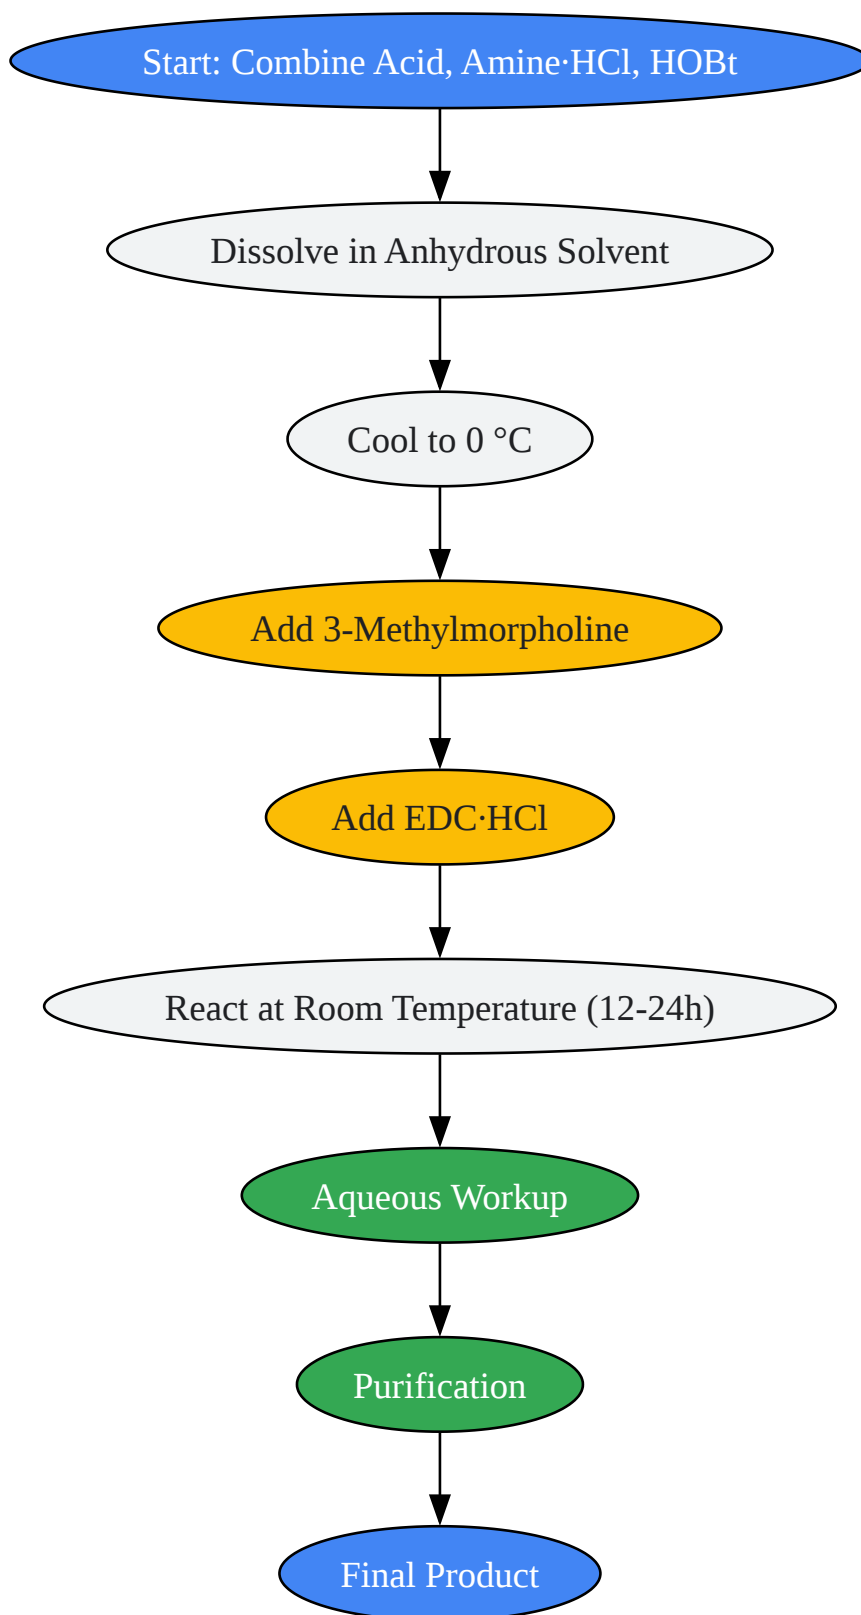 Start: Combine Acid, Amine·HCl, HOBt
Dissolve in Anhydrous Solvent
Cool to 0 °C
Add 3-Methylmorpholine
Add EDC·HCl
React at Room Temperature (12-24h)
Aqueous Workup
Purification
Final Product